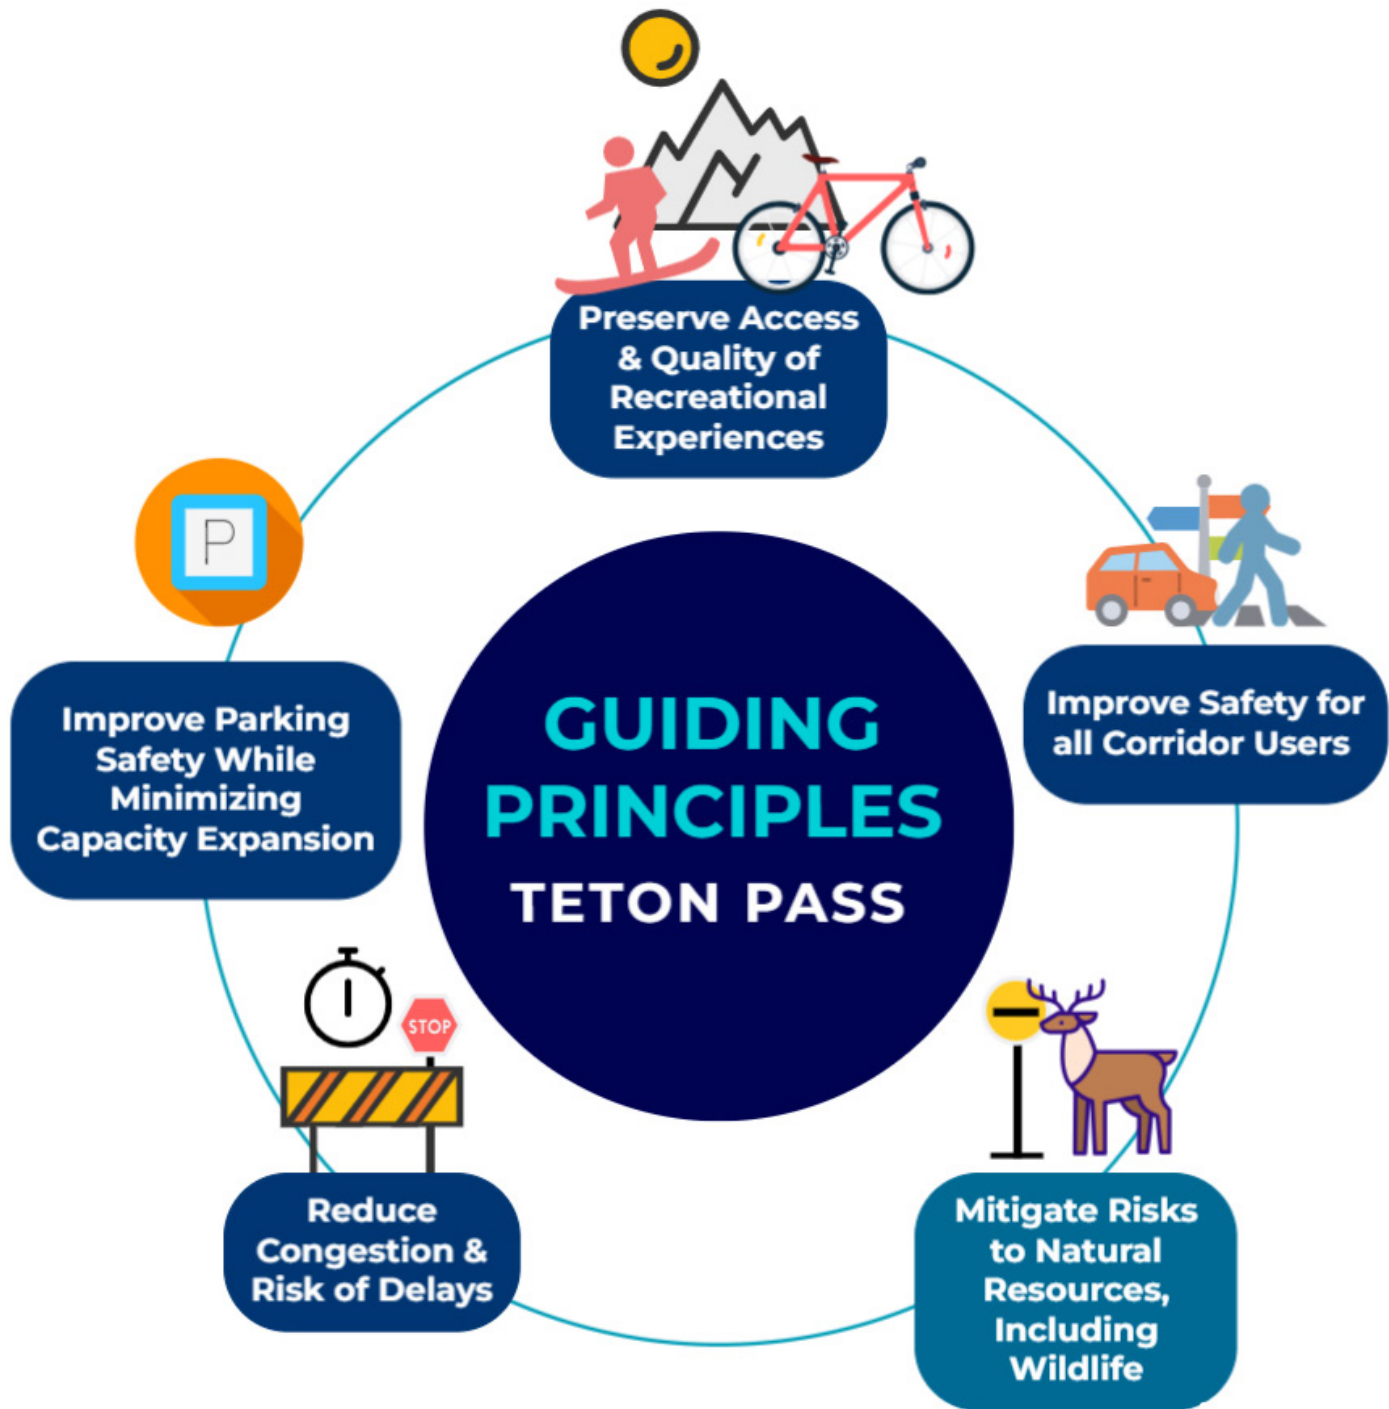 Preserve Access
& Quality of
Recreational
Experiences
P
Improve Parking
Safety While
Minimizing
Capacity Expansion
GUIDING
PRINCIPLES
TETON PASS
Improve Safety for
all Corridor Users
STOP
Reduce
Congestion &
Risk of Delays
Mitigate Risks
to Natural
Resources,
Including
Wildlife